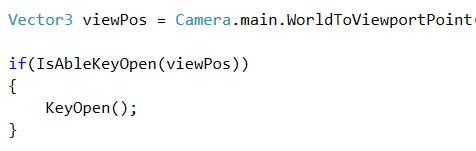 Vector3 viewPos = Camera.main.WorldToViewportPoint(
if(IsAbleKeyOpen(viewPos))
{
KeyOpen();
}